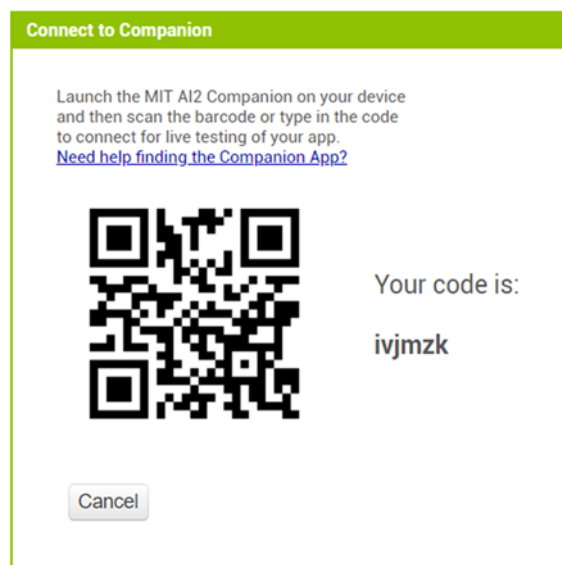 Connect to Companion
Launch the MIT AI2 Companion on your device
and then scan the barcode or type in the code
to connect for live testing of your app.
Need help finding the Companion App?
Your code is:
ivjmzk
Cancel